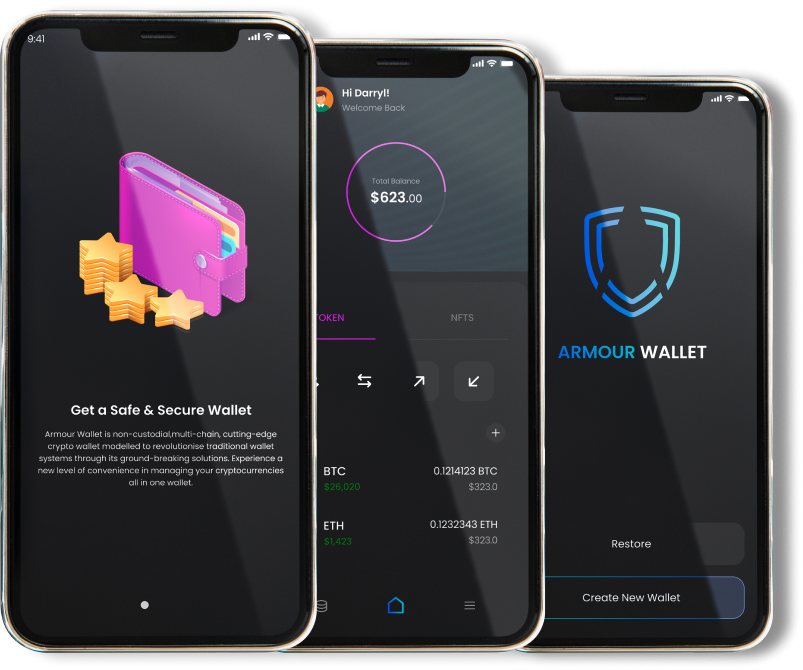 9:41
Get a Safe & Secure Wallet
Armour Wallet is non-custodial,multi-chain, cutting-edge
crypto wallet modelled to revolutionise traditional wallet
systems through its ground-breaking solutions. Experience a
new level of convenience in managing your cryptocurrencies
all in one wallet.
Hi Darryl!
Welcome Back
Total Balance
$623.00
OKEN NFTS
BTC 0.1214123 BTC
$26,020 $323.0
ETH 0.1232343 ETH
$1,423 $323.0
ARMOUR WALLET
Restore
Create New Wallet